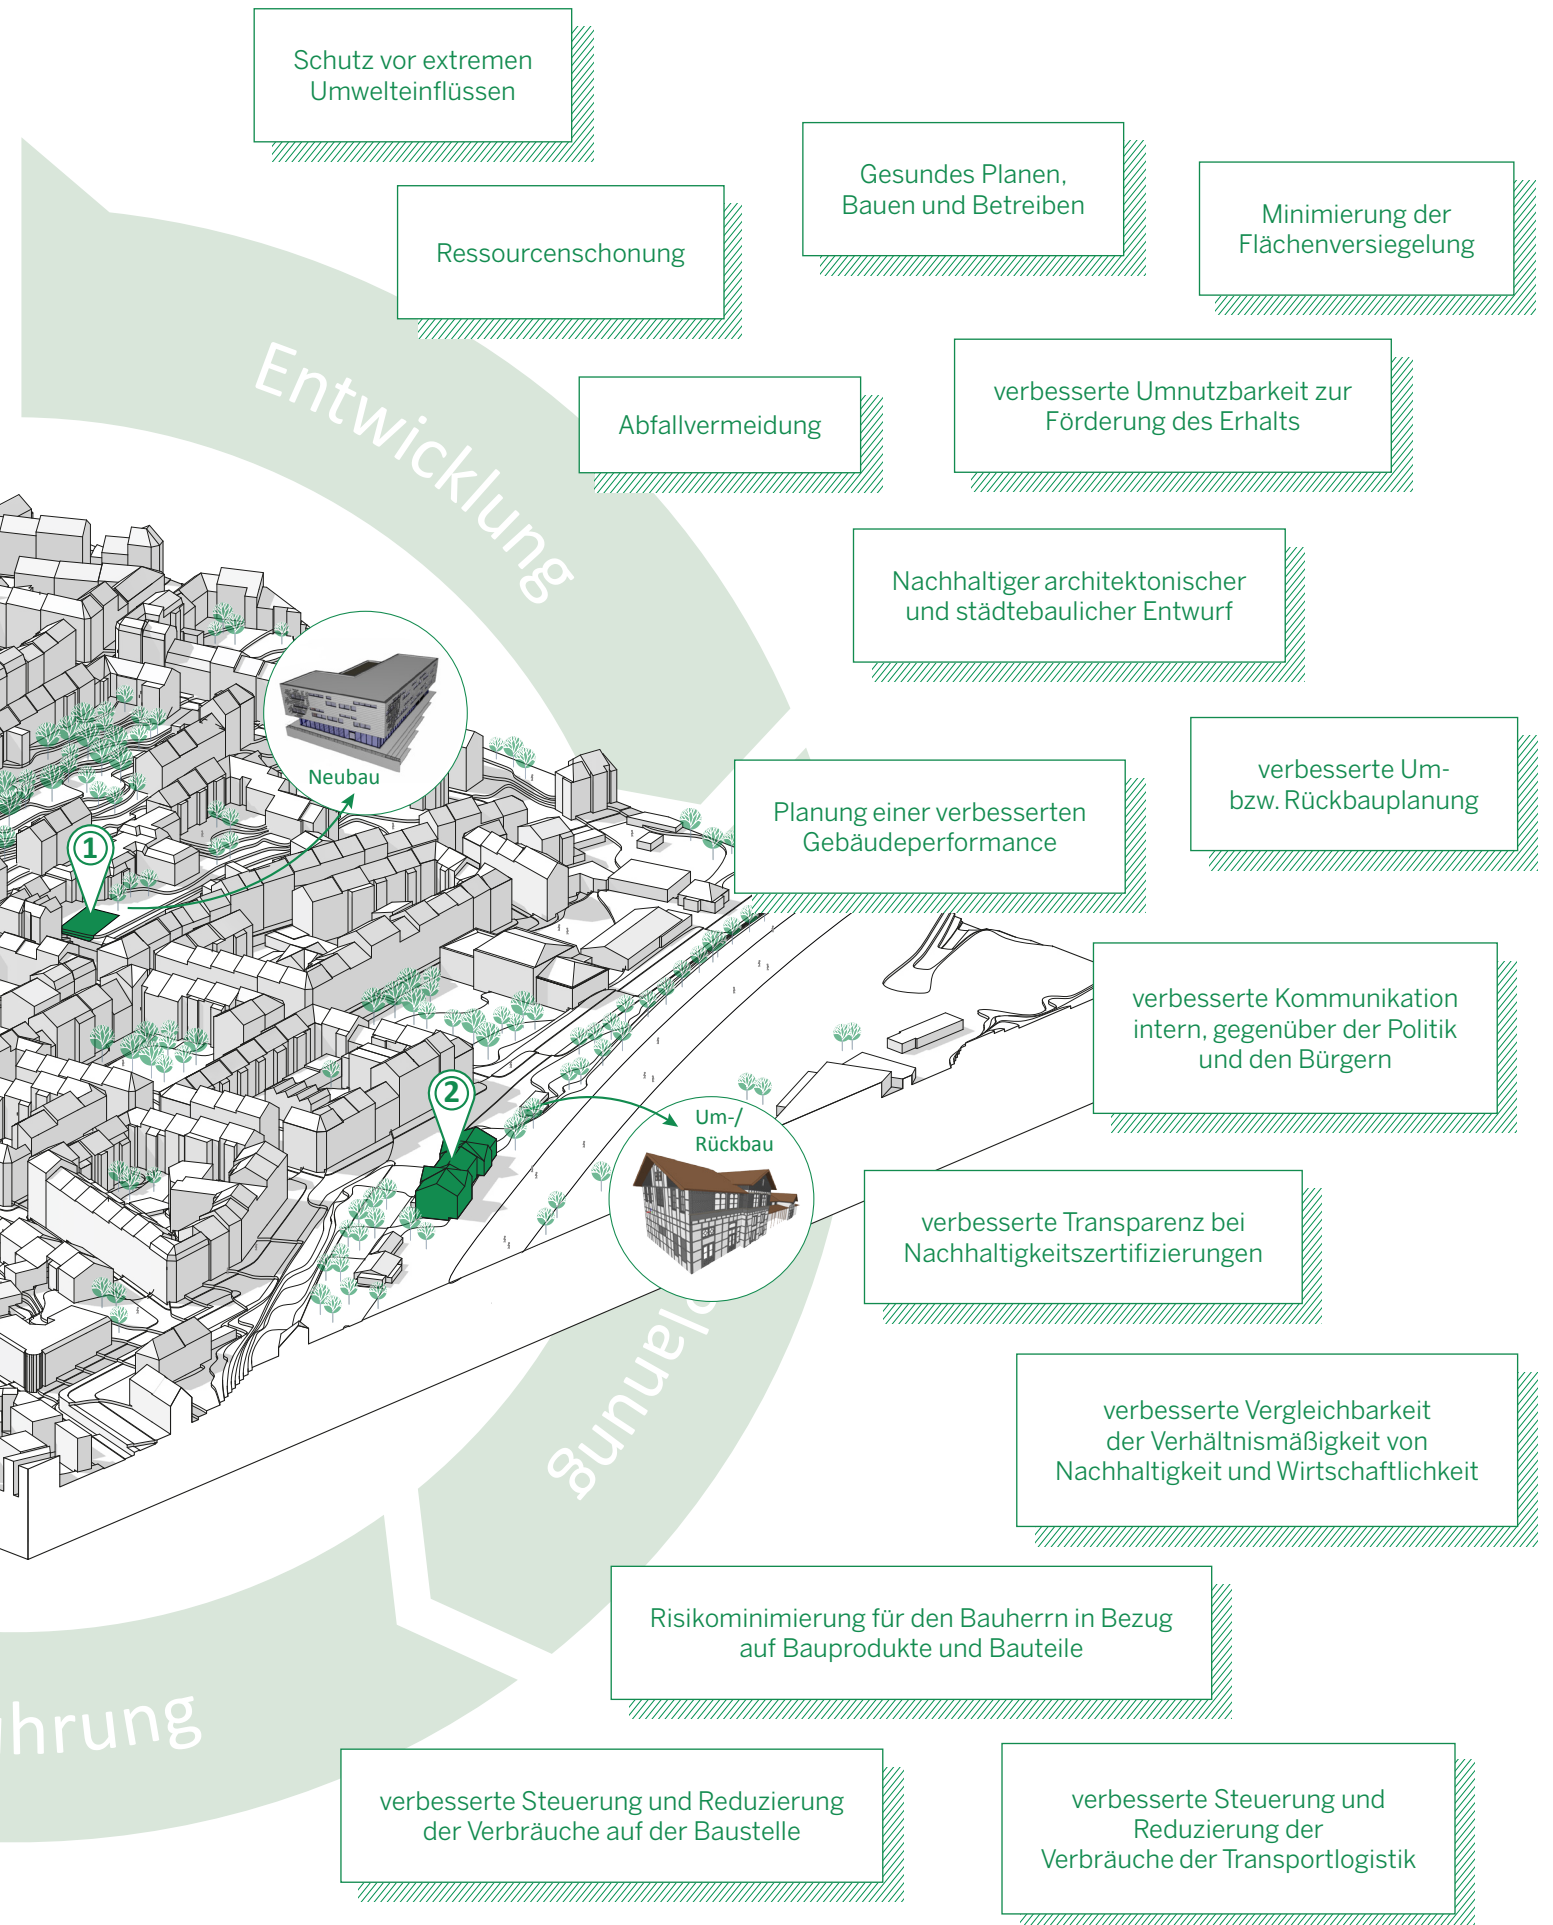 Schutz vor extremen
Umwelteinflüssen
Gesundes Planen,
Bauen und Betreiben
Minimierung der
Flächenversiegelung
Ressourcenschonung
Entwicklung
Abfallvermeidung
verbesserte Umnutzbarkeit zur
Förderung des Erhalts
Nachhaltiger architektonischer
und städtebaulicher Entwurf
Neubau
1
Planung einer verbesserten
Gebäudeperformance
verbesserte Um-
bzw. Rückbauplanung
verbesserte Kommunikation
intern, gegenüber der Politik
und den Bürgern
2
Um-/
Rückbau
verbesserte Transparenz bei
Nachhaltigkeitszertifizierungen
planung
verbesserte Vergleichbarkeit
der Verhältnismäßigkeit von
Nachhaltigkeit und Wirtschaftlichkeit
Risikominimierung für den Bauherrn in Bezug
auf Bauprodukte und Bauteile
hrung
verbesserte Steuerung und Reduzierung
der Verbräuche auf der Baustelle
verbesserte Steuerung und
Reduzierung der
Verbräuche der Transportlogistik